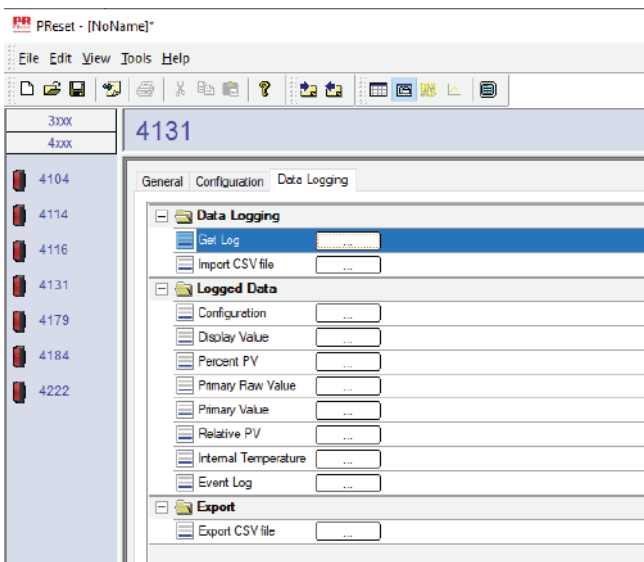 PR PReset - [NoName]*
File Edit View Tools Help
3xxx
4xxx
4131
4104
4114
4116
4131
4179
4184
4222
General Configuration Data Logging
Data Logging
Get Log ...
Import CSV file ...
Logged Data
Configuration ...
Display Value ...
Percent PV ...
Primary Raw Value ...
Primary Value ...
Relative PV ...
Internal Temperature ...
Event Log ...
Export
Export CSV file ...